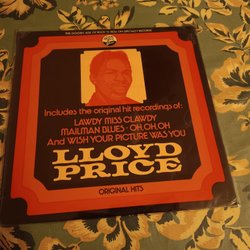 THE GOLDEN AGE OF ROCK 'N' ROLL ON SPECIALTY RECORDS
Includes the original hit recordings of:
LAWDY MISS CLAWDY
MAILMAN BLUES · OH, OH, OH
And WISH YOUR PICTURE WAS YOU
LLOYD
PRICE
ORIGINAL HITS